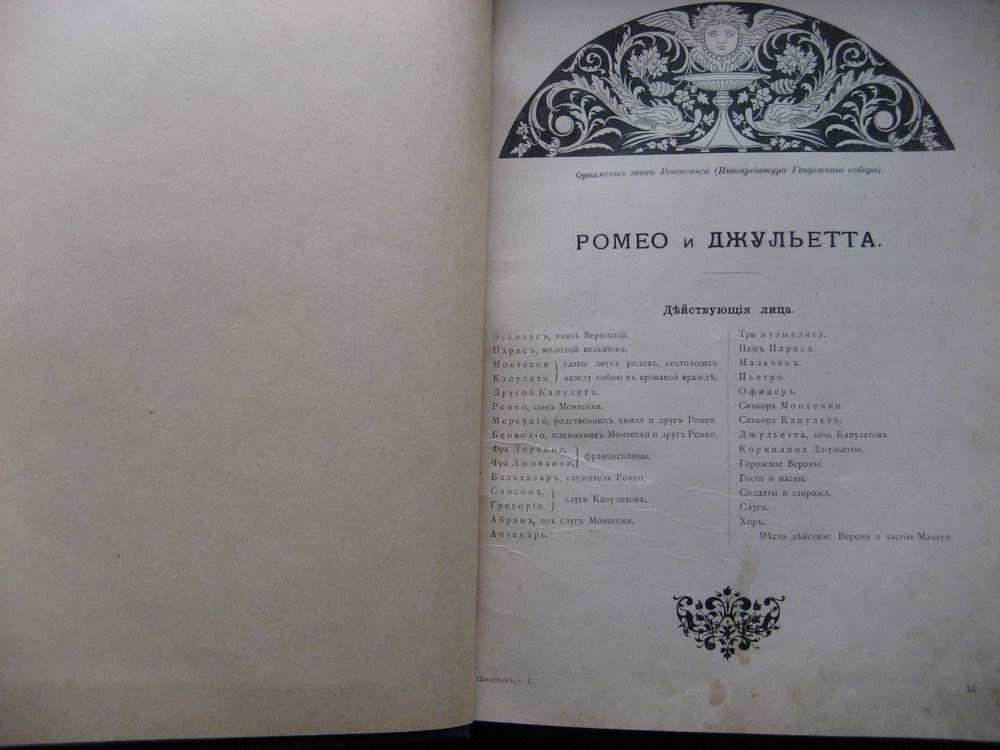 Орнаментъ эпохи Ренессанса (Интарсіатура Генуэзскаго собора).
РОМЕО и ДЖУЛЬЕТТА.
Дѣйствующія лица.
Эскалусъ, князь Веронскій.
Парисъ, молодой вельможа.
Монтекки } главы двухъ родовъ, состоящихъ
Капулетъ } между собою въ кровавой враждѣ.
Другой Капулетъ.
Ромео, сынъ Монтекки.
Меркуціо, родственникъ князя и другъ Ромео.
Бенволіо, племянникъ Монтекки и другъ Ромео.
Фра Лоренцо, } францисканцы.
Фра Джованни, }
Бальтазаръ, служитель Ромео.
Самсонъ, } слуги Капулетовъ.
Грегоріо, }
Абрамъ, изъ слугъ Монтекки.
Аптекарь.
Три музыканта.
Пажъ Париса.
Мальчикъ.
Пьетро.
Офицеръ.
Синьора Монтекки.
Синьора Капулетъ.
Джульетта, дочь Капулетовъ
Кормилица Джульетты.
Горожане Вероны.
Гости и маски.
Солдаты и сторожа.
Слуги.
Хоръ.
Мѣсто дѣйствія: Верона и частію Мантуя.
Шекспиръ, т. I.
13